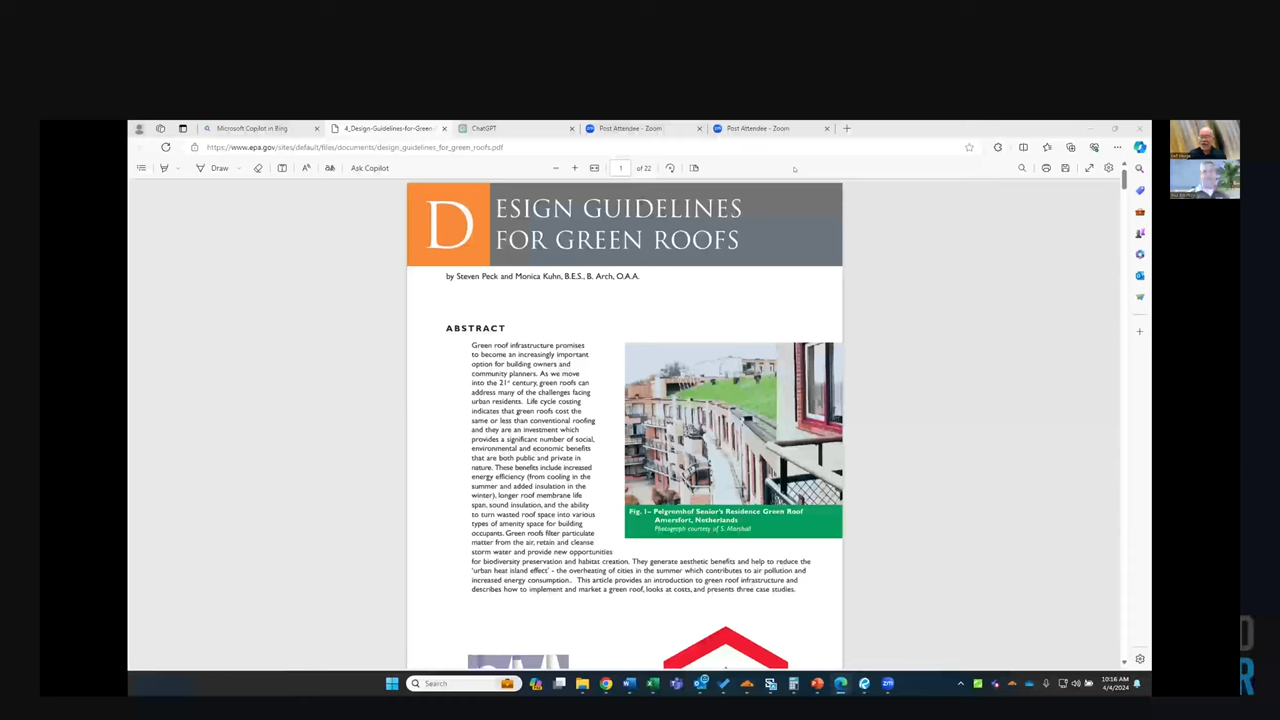 Microsoft Copilot in Bing
4_Design-Guidelines-for-Green-
ChatGPT
Post Attendee - Zoom
Post Attendee - Zoom
https://www.epa.gov/sites/default/files/documents/design_guidelines_for_green_roofs.pdf
Draw
Ask Copilot
1
of 22
DESIGN GUIDELINES
FOR GREEN ROOFS
by Steven Peck and Monica Kuhn, B.E.S., B. Arch, O.A.A.
ABSTRACT
Green roof infrastructure promises
to become an increasingly important
option for building owners and
community planners. As we move
into the 21st century, green roofs can
address many of the challenges facing
urban residents. Life cycle costing
indicates that green roofs cost the
same or less than conventional roofing
and they are an investment which
provides a significant number of social,
environmental and economic benefits
that are both public and private in
nature. These benefits include increased
energy efficiency (from cooling in the
summer and added insulation in the
winter), longer roof membrane life
span, sound insulation, and the ability
to turn wasted roof space into various
types of amenity space for building
occupants. Green roofs filter particulate
matter from the air, retain and cleanse
storm water and provide new opportunities
for biodiversity preservation and habitat creation. They generate aesthetic benefits and help to reduce the
'urban heat island effect' - the overheating of cities in the summer which contributes to air pollution and
increased energy consumption.. This article provides an introduction to green roof infrastructure and
describes how to implement and market a green roof, looks at costs, and presents three case studies.
Fig. 1– Polgromhof Senior's Residence Green Roof
Amersfort, Netherlands
Photograph courtesy of S. Marshall
Search
10:16 AM
4/4/2024